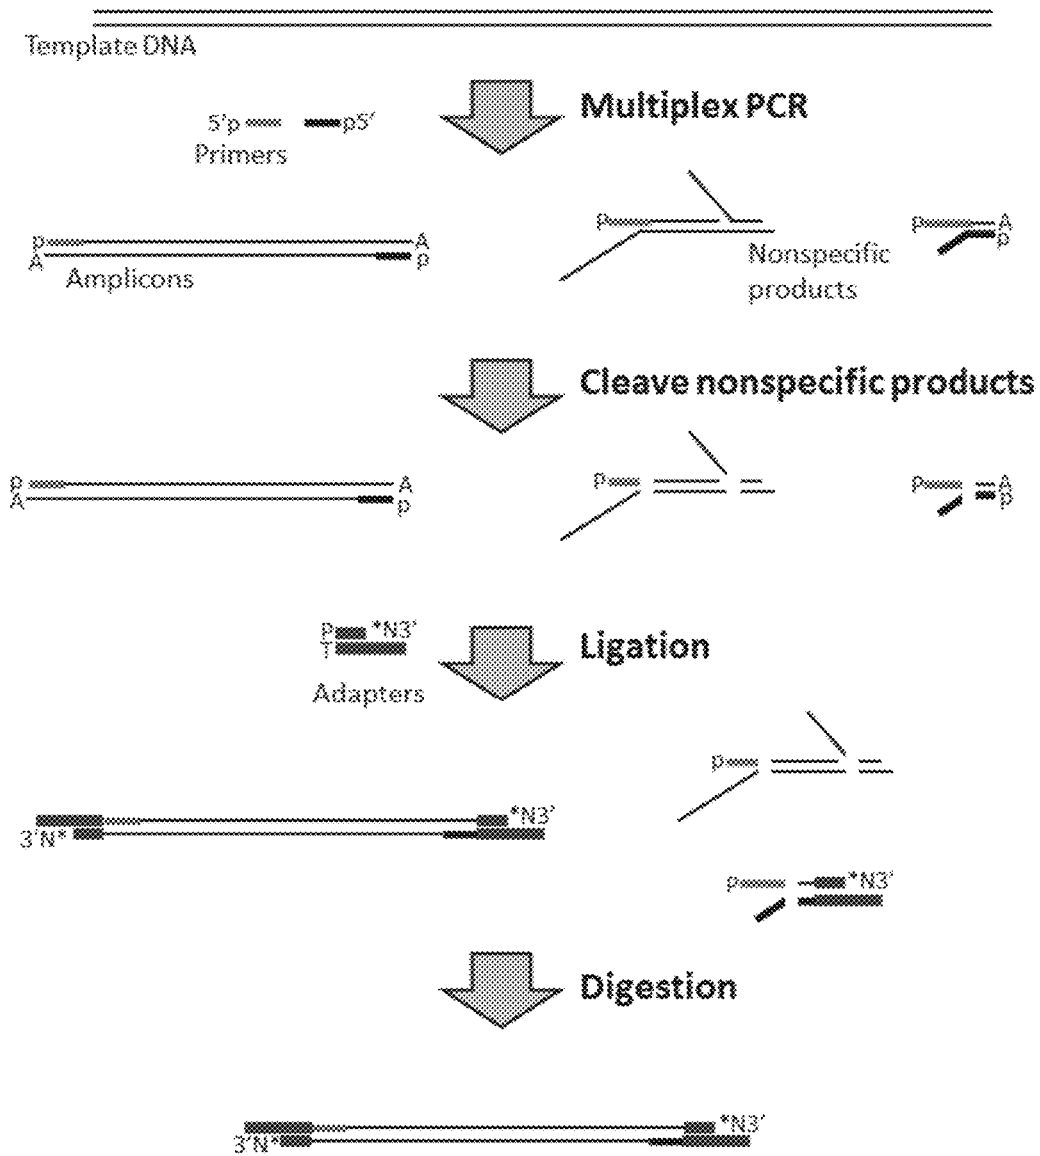 Template DNA
Multiplex PCR
5'p p5'
Primers
p A
A p
Amplicons
p
Nonspecific
products
p A
p
Cleave nonspecific products
p A
A p
p
p A
p
P *N3'
T
Adapters
Ligation
p
*N3'
3'N*
p *N3'
Digestion
*N3'
3'N*